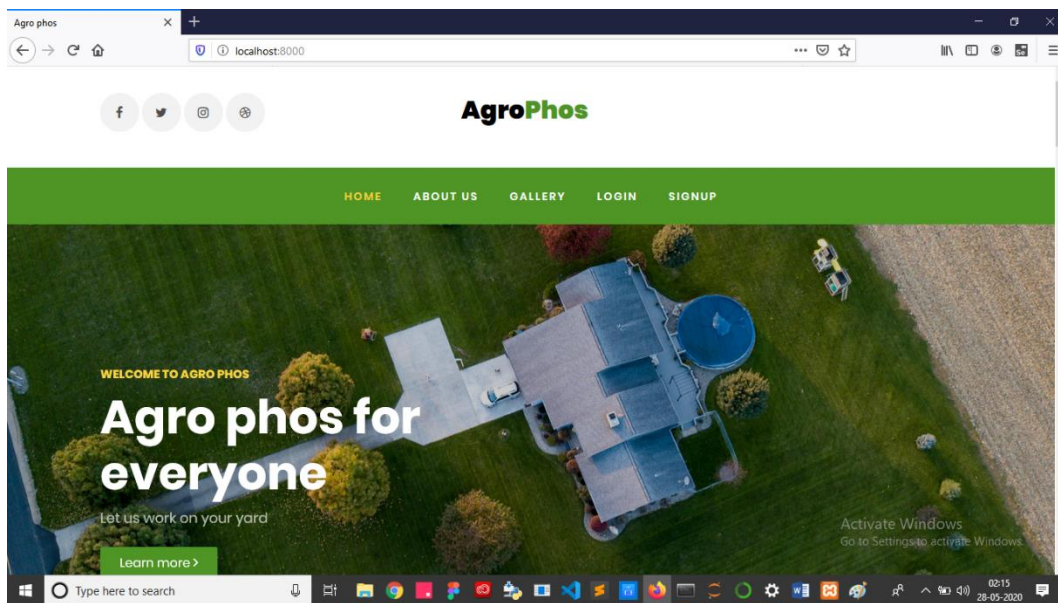 Agro phos
localhost:8000
AgroPhos
HOME ABOUT US GALLERY LOGIN SIGNUP
WELCOME TO AGRO PHOS
Agro phos for
everyone
Let us work on your yard
Learn more >
Activate Windows
Go to Settings to activate Windows.
Type here to search
02:15
28-05-2020